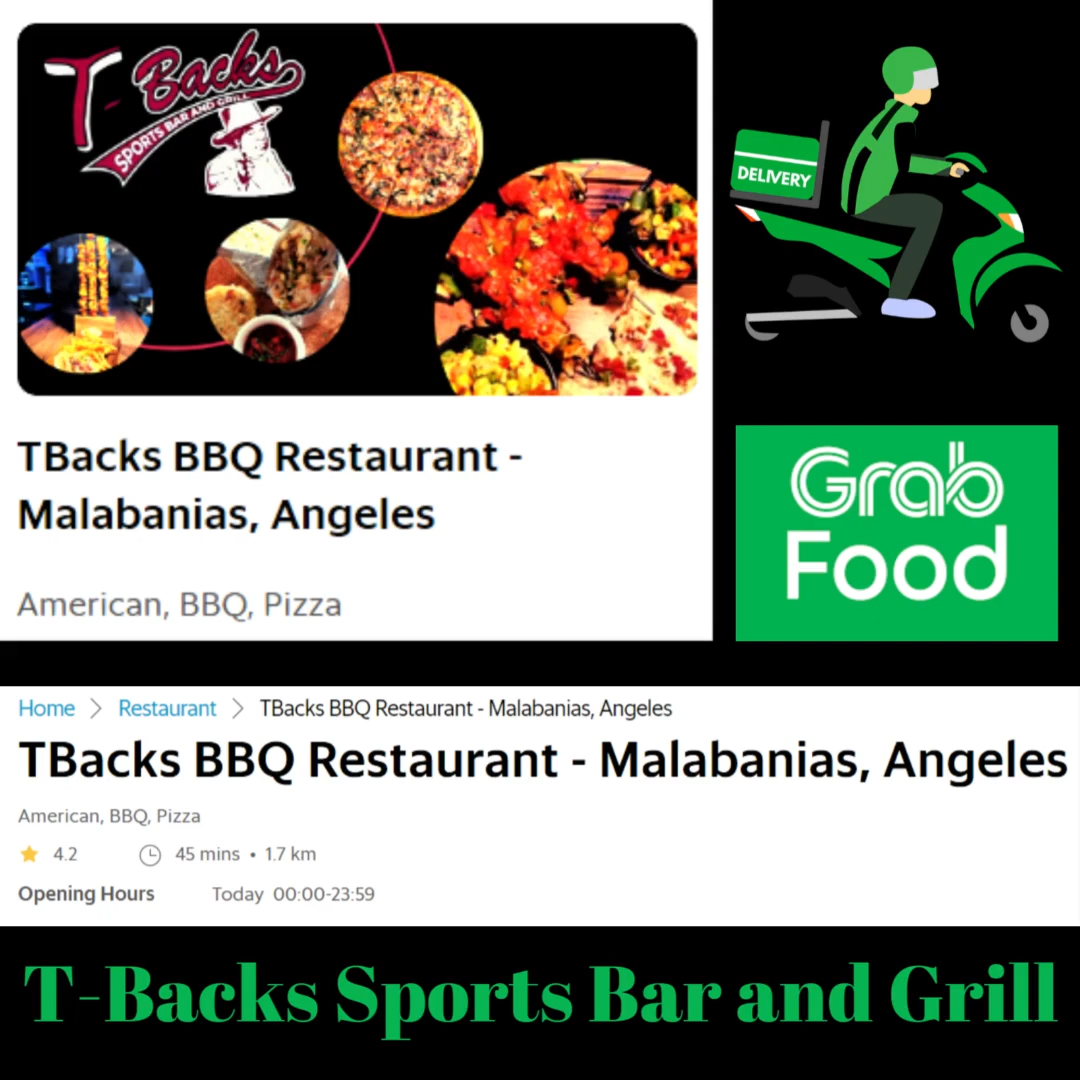 T-Backs
SPORTS BAR AND GRILL
DELIVERY
TBacks BBQ Restaurant -
Malabanias, Angeles
American, BBQ, Pizza
Grab
Food
Home > Restaurant > TBacks BBQ Restaurant - Malabanias, Angeles
TBacks BBQ Restaurant - Malabanias, Angeles
American, BBQ, Pizza
4.2 45 mins • 1.7 km
Opening Hours Today 00:00-23:59
T-Backs Sports Bar and Grill